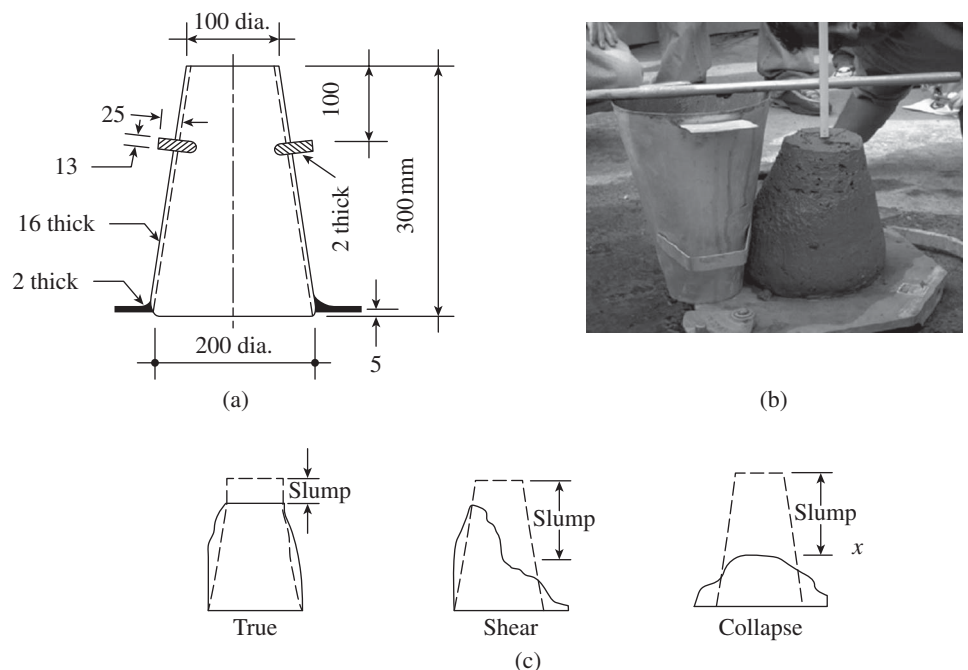 100 dia.
25
13
100
300 mm
2 thick
16 thick
2 thick
200 dia.
5
(a)
(b)
Slump
True
Slump
Shear
Slump
x
Collapse
(c)